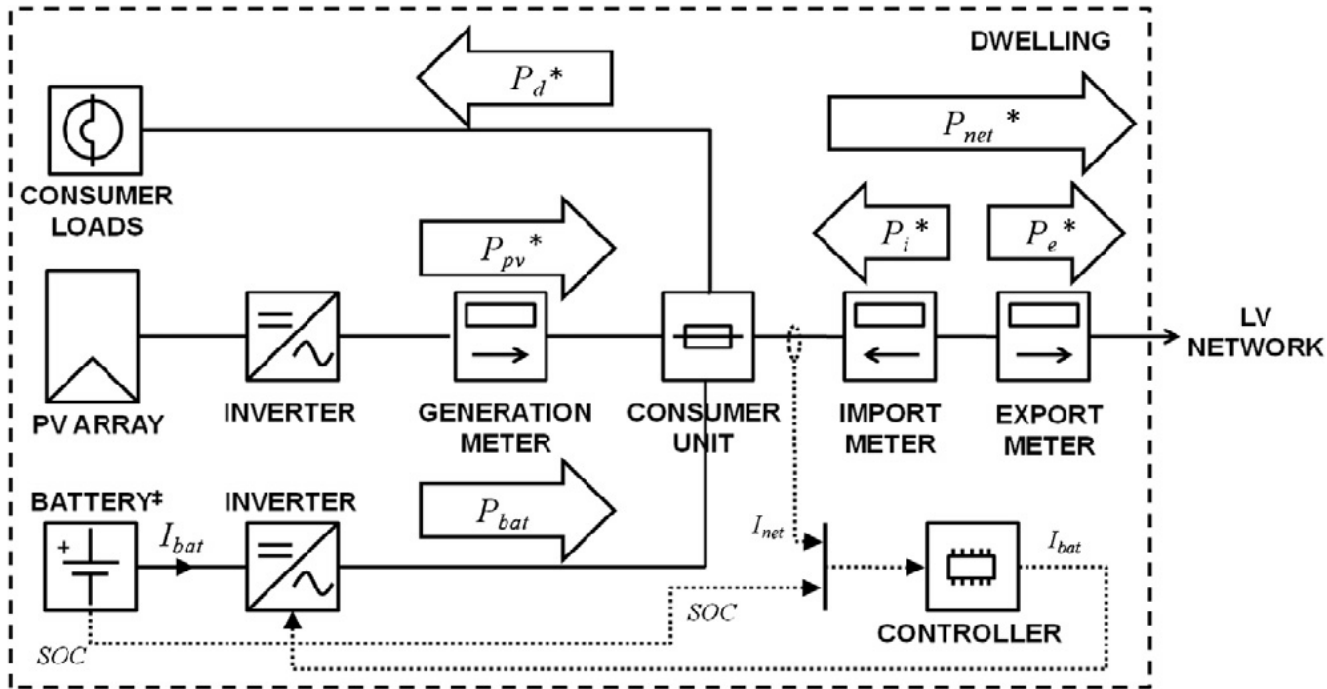 DWELLING
P_d*
P_net*
CONSUMER
LOADS
P_pv*
P_i*
P_e*
LV
NETWORK
PV ARRAY
INVERTER
GENERATION
METER
CONSUMER
UNIT
IMPORT
METER
EXPORT
METER
BATTERY‡
INVERTER
P_bat
I_bat
+
I_net
I_bat
SOC
SOC
CONTROLLER